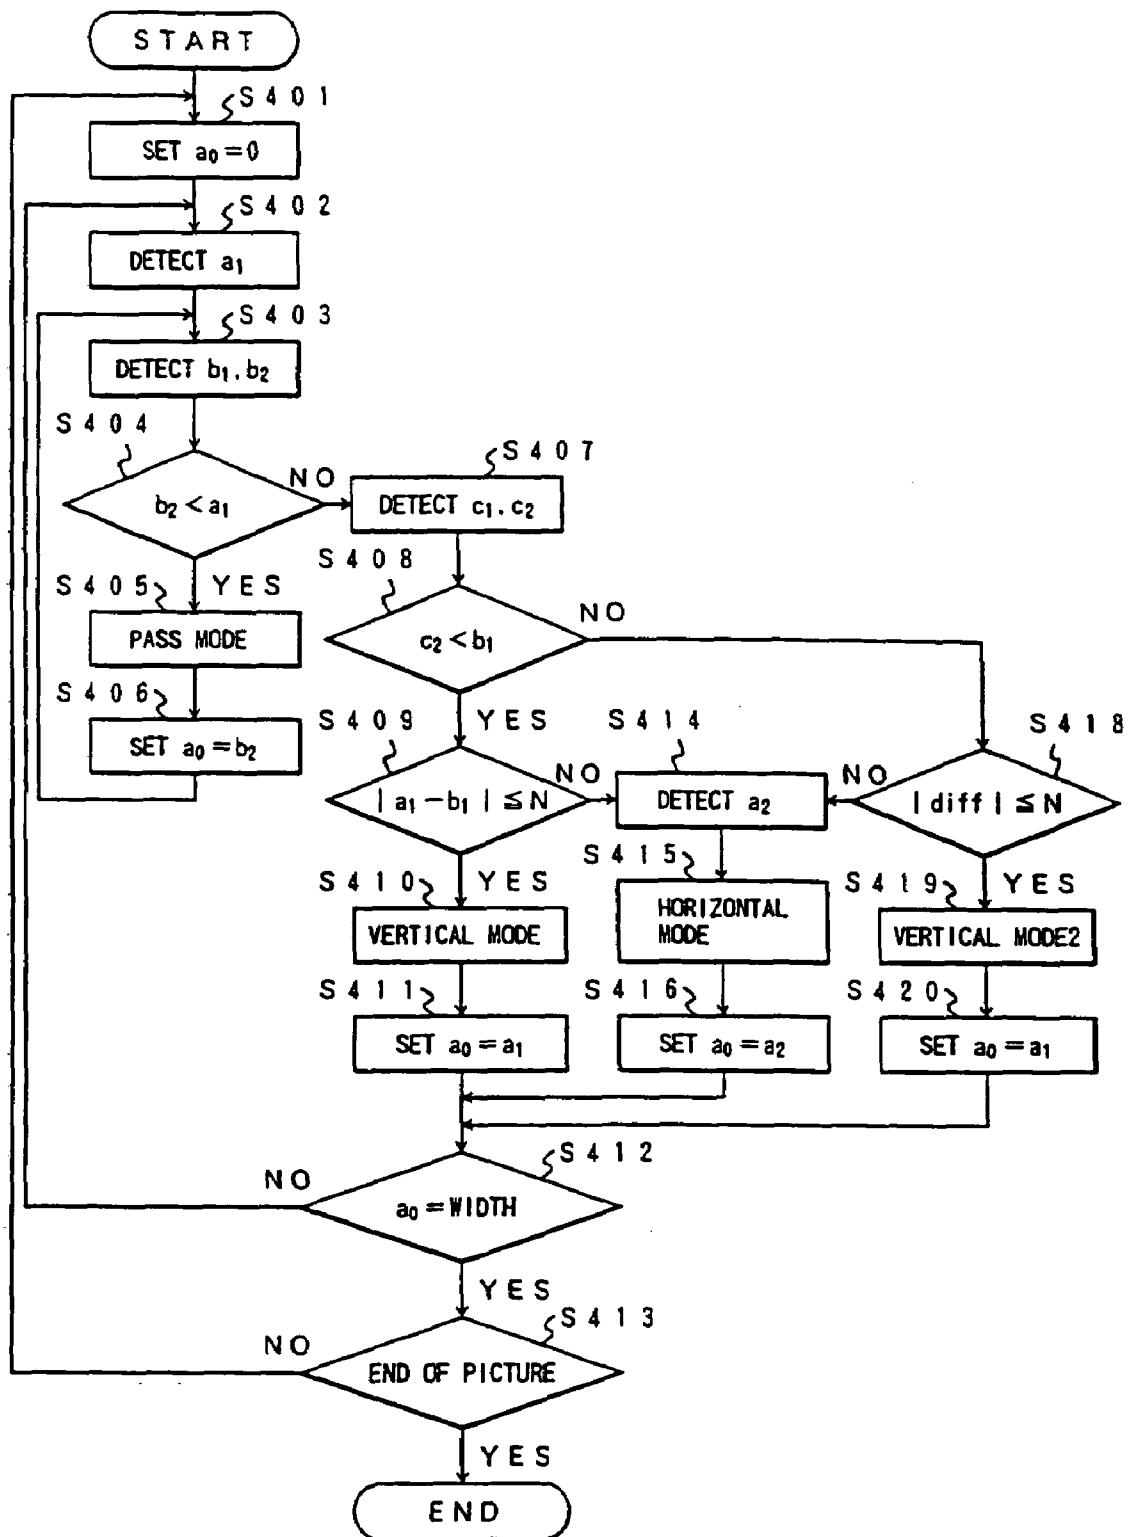 START
S401
SET a₀=0
S402
DETECT a₁
S403
DETECT b₁.b₂
S404
b₂<a₁
NO
YES
S405
PASS MODE
S406
SET a₀=b₂
S407
DETECT c₁.c₂
S408
c₂<b₁
NO
YES
S409
|a₁-b₁|≦N
NO
YES
S410
VERTICAL MODE
S411
SET a₀=a₁
S414
DETECT a₂
S415
HORIZONTAL
MODE
S416
SET a₀=a₂
S418
|diff|≦N
NO
YES
S419
VERTICAL MODE2
S420
SET a₀=a₁
S412
a₀=WIDTH
NO
YES
S413
END OF PICTURE
NO
YES
END